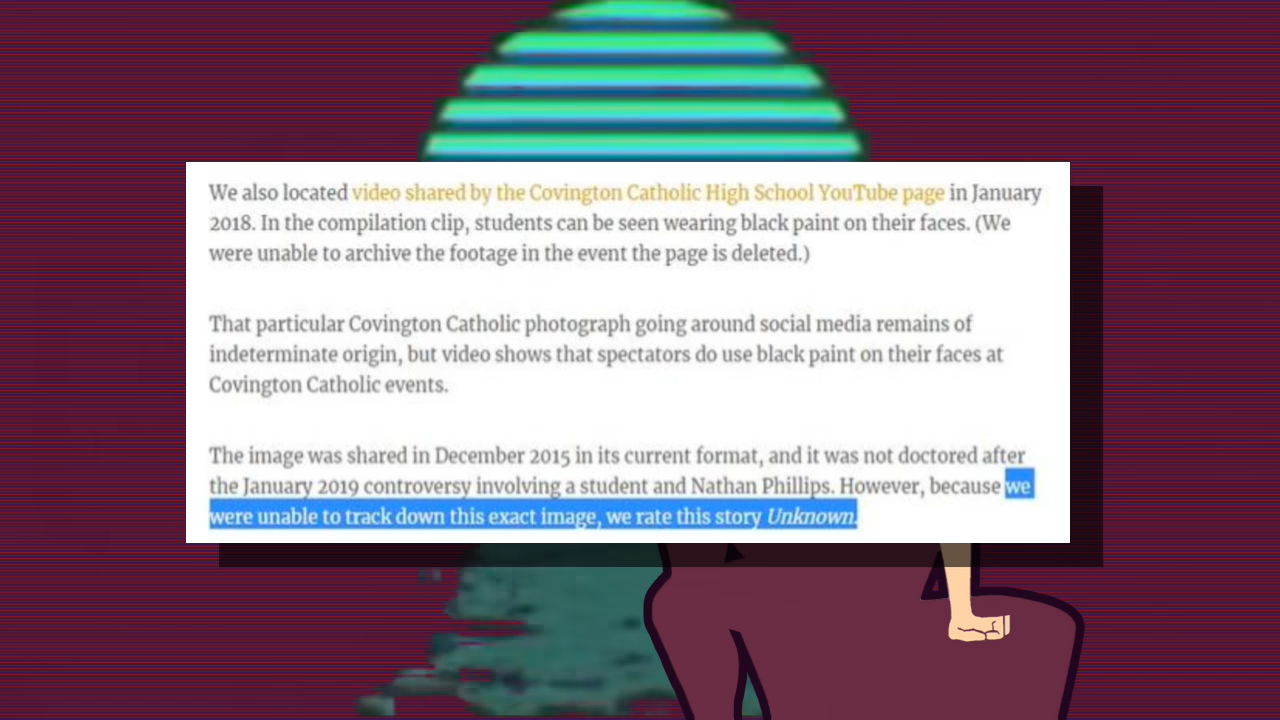 We also located video shared by the Covington Catholic High School YouTube page in January
2018. In the compilation clip, students can be seen wearing black paint on their faces. (We
were unable to archive the footage in the event the page is deleted.)
That particular Covington Catholic photograph going around social media remains of
indeterminate origin, but video shows that spectators do use black paint on their faces at
Covington Catholic events.
The image was shared in December 2015 in its current format, and it was not doctored after
the January 2019 controversy involving a student and Nathan Phillips. However, because we
were unable to track down this exact image, we rate this story Unknown.